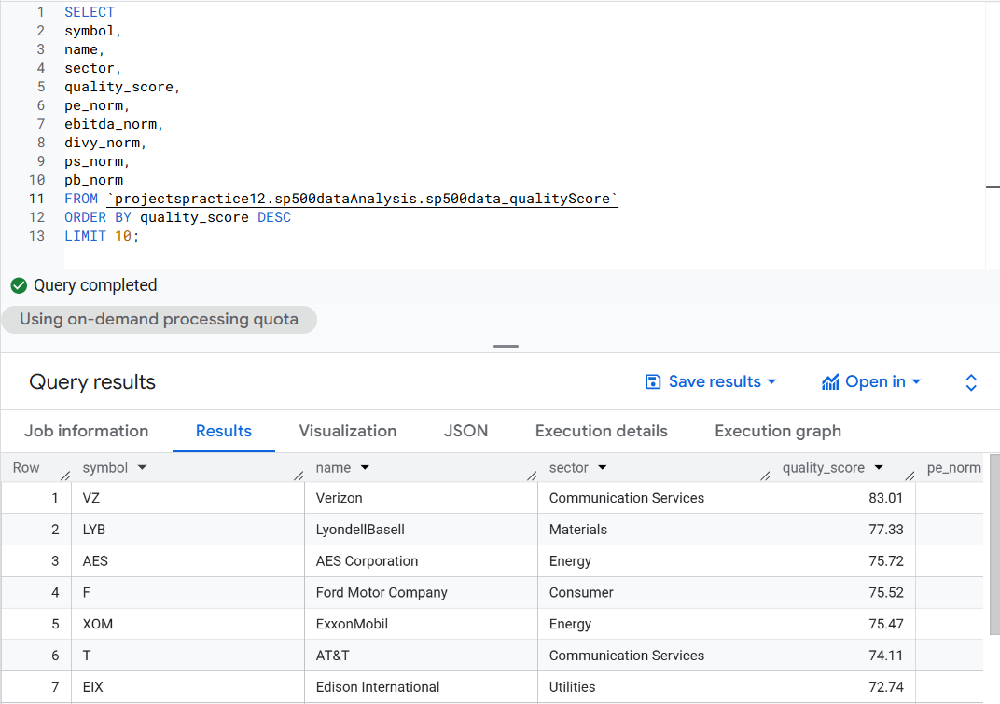 1 SELECT
2 symbol,
3 name,
4 sector,
5 quality_score,
6 pe_norm,
7 ebitda_norm,
8 divy_norm,
9 ps_norm,
10 pb_norm
11 FROM `projectspractice12.sp500dataAnalysis.sp500data_qualityScore`
12 ORDER BY quality_score DESC
13 LIMIT 10;
Query completed
Using on-demand processing quota
Query results Save results Open in
Job information Results Visualization JSON Execution details Execution graph
Row symbol name sector quality_score pe_norm
1 VZ Verizon Communication Services 83.01
2 LYB LyondellBasell Materials 77.33
3 AES AES Corporation Energy 75.72
4 F Ford Motor Company Consumer 75.52
5 XOM ExxonMobil Energy 75.47
6 T AT&T Communication Services 74.11
7 EIX Edison International Utilities 72.74